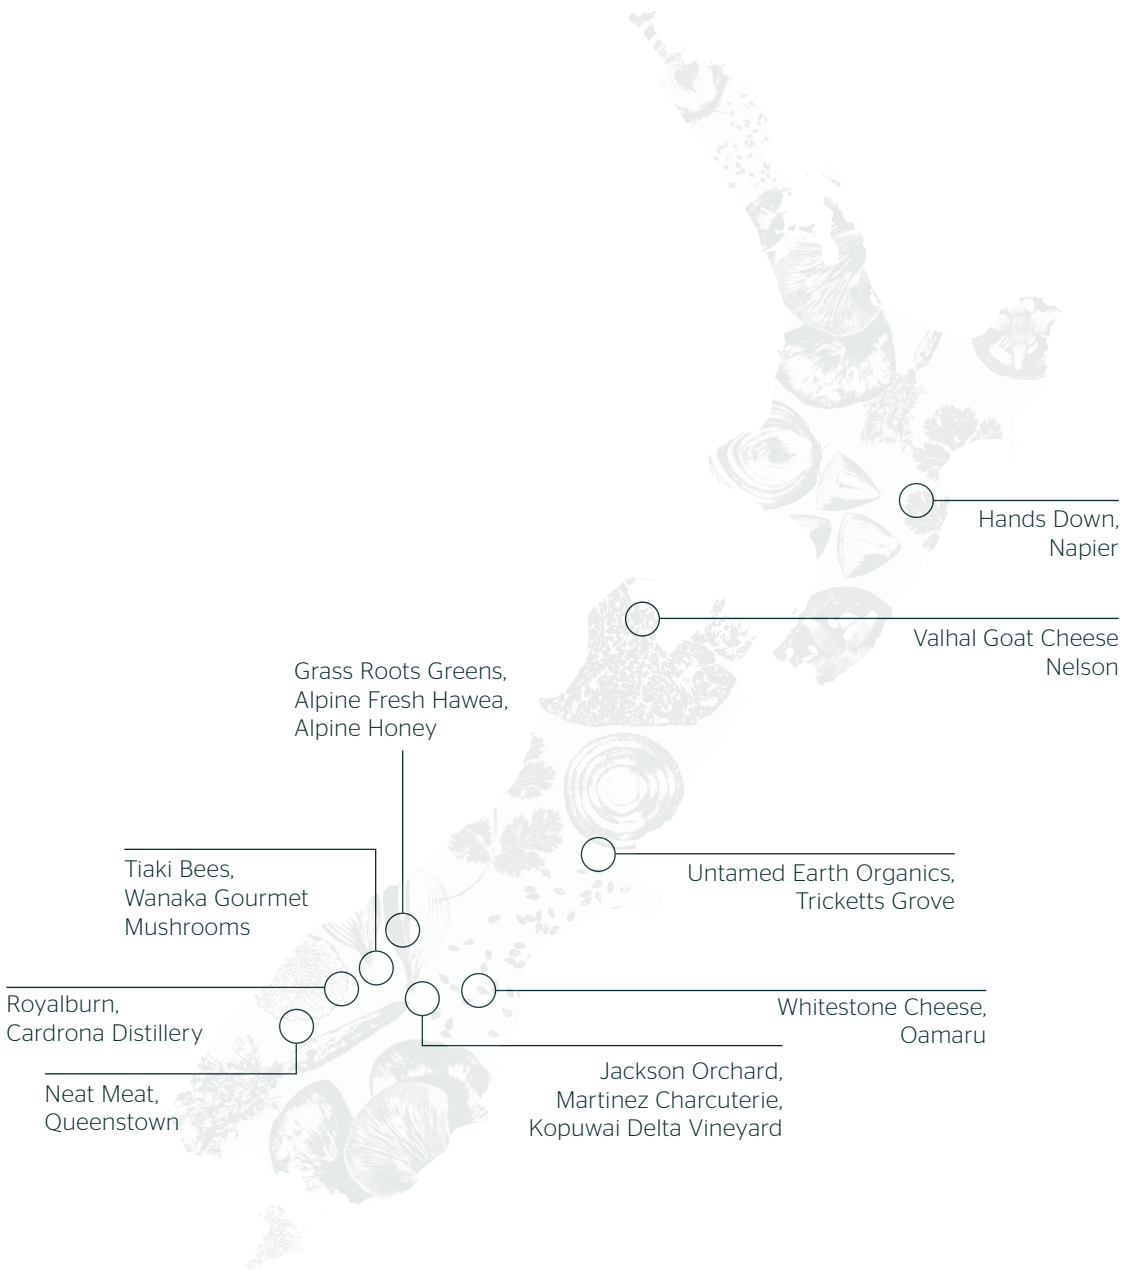 Hands Down,
Napier
Valhal Goat Cheese
Nelson
Grass Roots Greens,
Alpine Fresh Hawea,
Alpine Honey
Tiaki Bees,
Wanaka Gourmet
Mushrooms
Untamed Earth Organics,
Tricketts Grove
Royalburn,
Cardrona Distillery
Whitestone Cheese,
Oamaru
Neat Meat,
Queenstown
Jackson Orchard,
Martinez Charcuterie,
Kopuwai Delta Vineyard